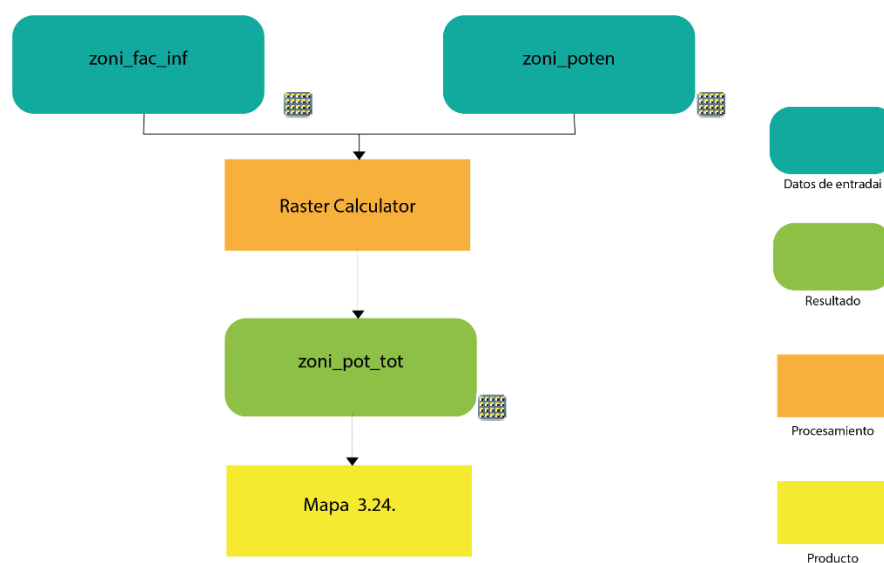 zoni_fac_inf
zoni_poten
Raster Calculator
zoni_pot_tot
Mapa 3.24.
Datos de entradai
Resultado
Procesamiento
Producto